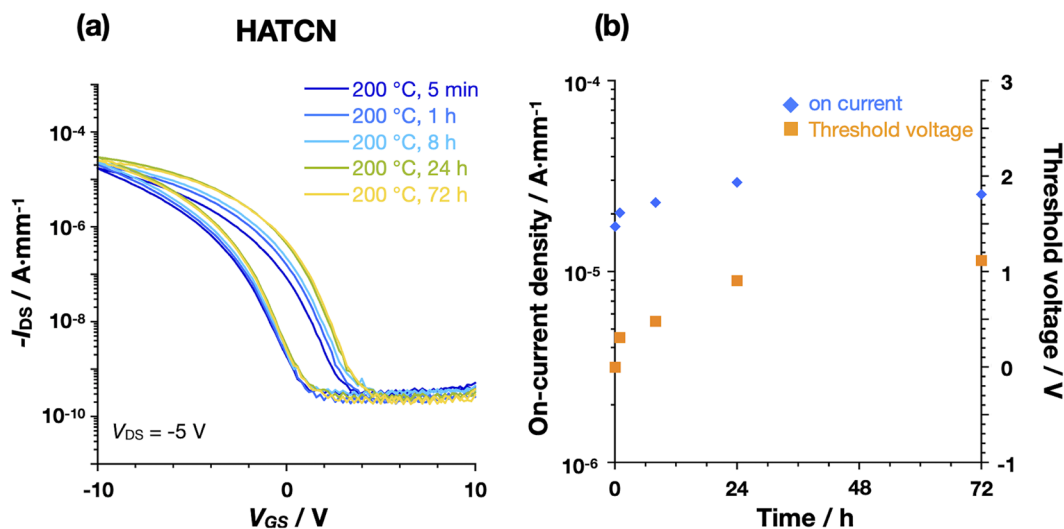 (a)
HATCN
200 °C, 5 min
200 °C, 1 h
200 °C, 8 h
200 °C, 24 h
200 °C, 72 h
10⁻⁴
10⁻⁶
10⁻⁸
10⁻¹⁰
-IDS / A·mm⁻¹
VDS = -5 V
-10
0
10
VGS / V
(b)
on current
Threshold voltage
10⁻⁴
10⁻⁵
10⁻⁶
On-current density / A·mm⁻¹
3
2
1
0
-1
Threshold voltage / V
0
24
48
72
Time / h